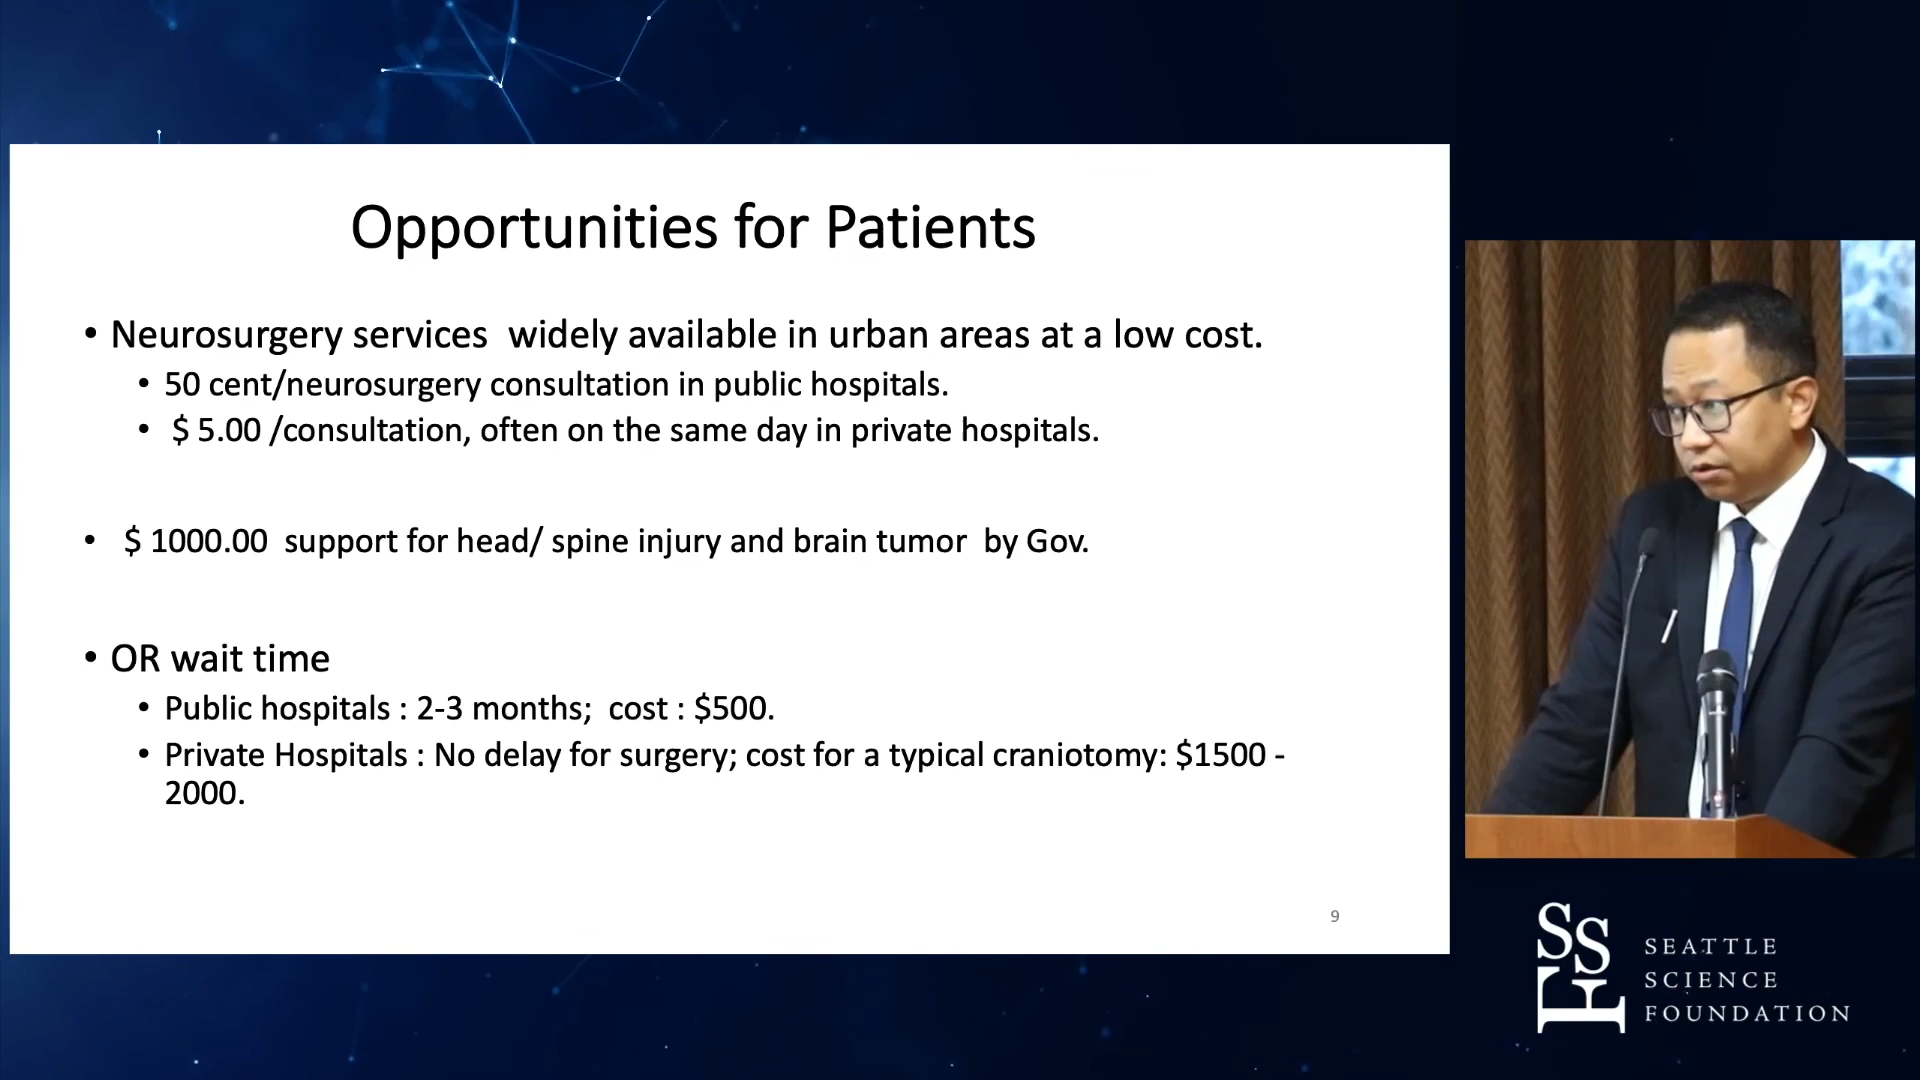 Opportunities for Patients
• Neurosurgery services  widely available in urban areas at a low cost.
• 50 cent/neurosurgery consultation in public hospitals.
• $ 5.00 /consultation, often on the same day in private hospitals.
• $ 1000.00  support for head/ spine injury and brain tumor  by Gov.
• OR wait time
• Public hospitals : 2-3 months;  cost : $500.
• Private Hospitals : No delay for surgery; cost for a typical craniotomy: $1500 -
2000.
9
SSF
SEATTLE
SCIENCE
FOUNDATION